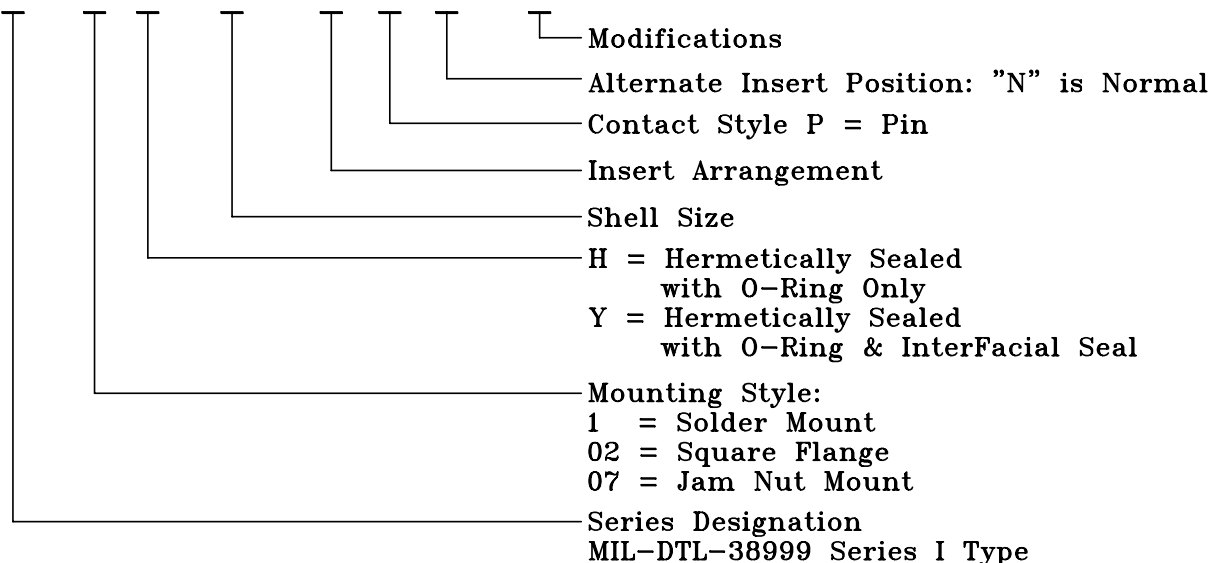 Modifications
Alternate Insert Position: "N" is Normal
Contact Style P = Pin
Insert Arrangement
Shell Size
H = Hermetically Sealed
with O-Ring Only
Y = Hermetically Sealed
with O-Ring & InterFacial Seal
Mounting Style:
1 = Solder Mount
02 = Square Flange
07 = Jam Nut Mount
Series Designation
MIL-DTL-38999 Series I Type